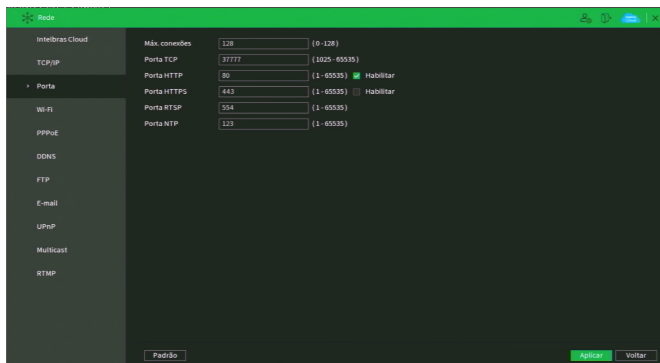 Rede
Intelbras Cloud
TCP/IP
Porta
Wi-Fi
PPPoE
DDNS
FTP
E-mail
UPnP
Multicast
RTMP
Máx. conexões 128 (0-128)
Porta TCP 37777 (1025-65535)
Porta HTTP 80 (1-65535) Habilitar
Porta HTTPS 443 (1-65535) Habilitar
Porta RTSP 554 (1-65535)
Porta NTP 123 (1-65535)
Padrão Aplicar Voltar